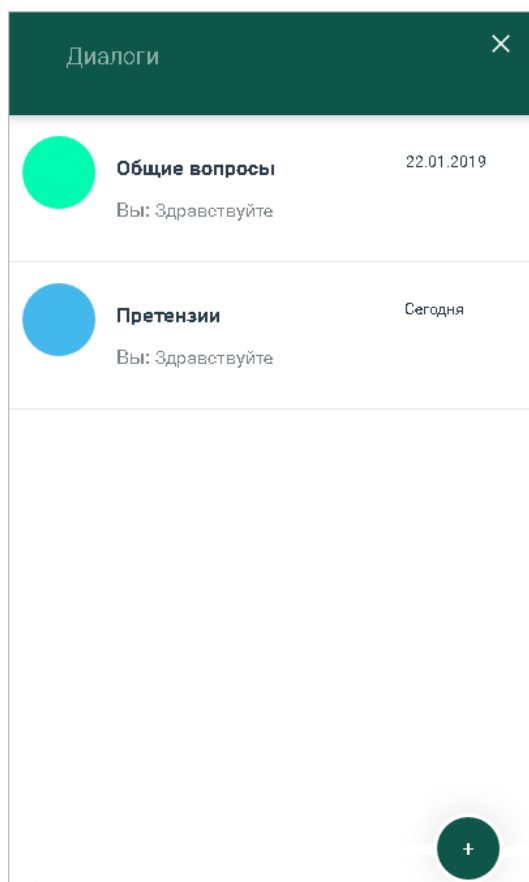 Диалоги
Общие вопросы
22.01.2019
Вы: Здравствуйте
Претензии
Сегодня
Вы: Здравствуйте
+